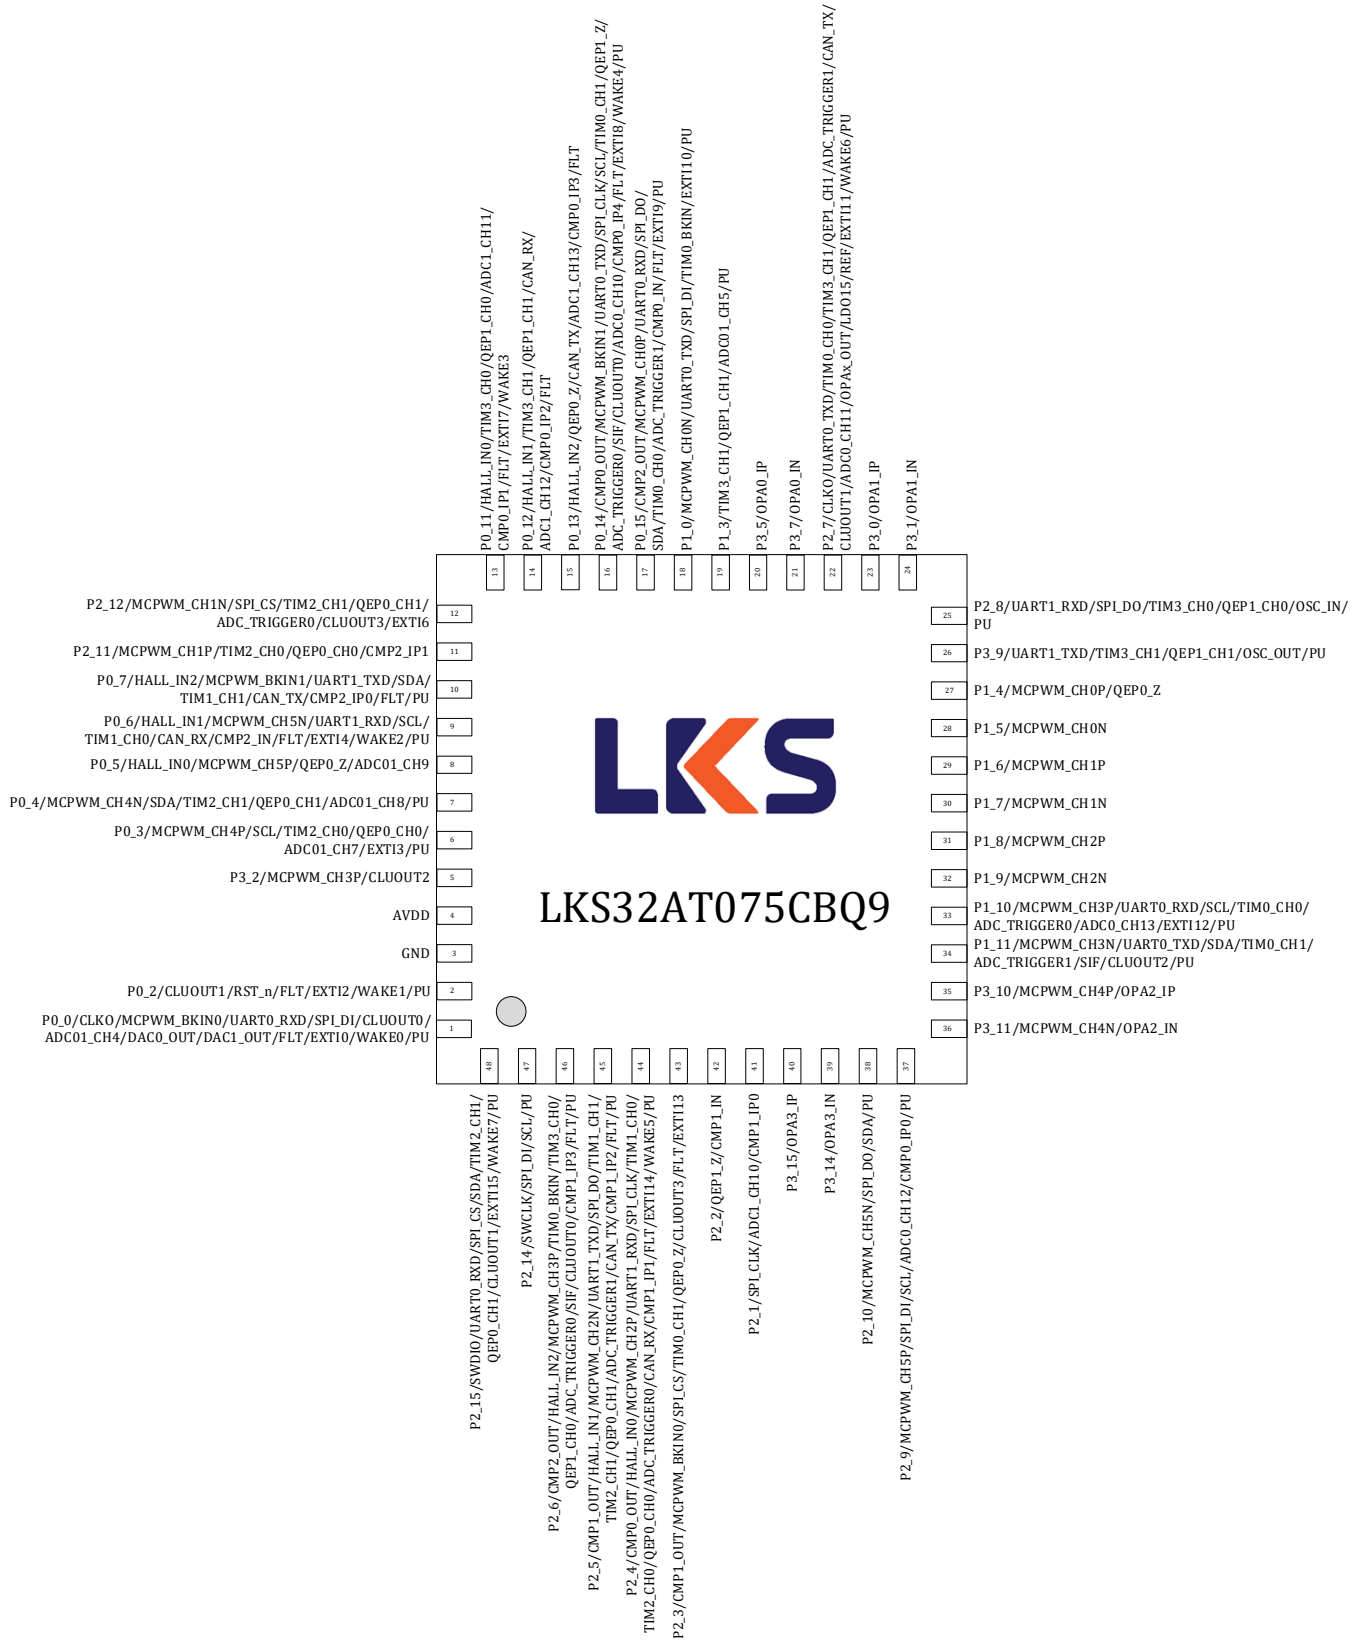 P0_11/HALL_IN0/TIM3_CH0/QEP1_CH0/ADC1_CH11/
CMP0_IP1/FLT/EXTI7/WAKE3
P0_12/HALL_IN1/TIM3_CH1/QEP1_CH1/CAN_RX/
ADC1_CH12/CMP0_IP2/FLT
P0_13/HALL_IN2/QEP0_Z/CAN_TX/ADC1_CH13/CMP0_IP3/FLT
P0_14/CMP0_OUT/MCPWM_BKIN1/UART0_TXD/SPI_CLK/SCL/TIM0_CH1/QEP1_Z/
ADC_TRIGGER0/SIF/CLUOUT0/ADC0_CH10/CMP0_IP4/FLT/EXTI8/WAKE4/PU
P0_15/CMP2_OUT/MCPWM_CH0P/UART0_RXD/SPI_DO/
SDA/TIM0_CH0/ADC_TRIGGER1/CMP0_IN/FLT/EXTI9/PU
P1_0/MCPWM_CH0N/UART0_TXD/SPI_DI/TIM0_BKIN/EXTI10/PU
P1_3/TIM3_CH1/QEP1_CH1/ADC01_CH5/PU
P3_5/OPA0_IP
P3_7/OPA0_IN
P2_7/CLKO/UART0_TXD/TIM0_CH0/TIM3_CH1/QEP1_CH1/ADC_TRIGGER1/CAN_TX/
CLUOUT1/ADC0_CH11/OPAx_OUT/LDO15/REF/EXTI11/WAKE6/PU
P3_0/OPA1_IP
P3_1/OPA1_IN
13
14
15
16
17
18
19
20
21
22
23
24
P2_12/MCPWM_CH1N/SPI_CS/TIM2_CH1/QEP0_CH1/
ADC_TRIGGER0/CLUOUT3/EXTI6
12
P2_11/MCPWM_CH1P/TIM2_CH0/QEP0_CH0/CMP2_IP1
11
P0_7/HALL_IN2/MCPWM_BKIN1/UART1_TXD/SDA/
TIM1_CH1/CAN_TX/CMP2_IP0/FLT/PU
10
P0_6/HALL_IN1/MCPWM_CH5N/UART1_RXD/SCL/
TIM1_CH0/CAN_RX/CMP2_IN/FLT/EXTI4/WAKE2/PU
9
P0_5/HALL_IN0/MCPWM_CH5P/QEP0_Z/ADC01_CH9
8
P0_4/MCPWM_CH4N/SDA/TIM2_CH1/QEP0_CH1/ADC01_CH8/PU
7
P0_3/MCPWM_CH4P/SCL/TIM2_CH0/QEP0_CH0/
ADC01_CH7/EXTI3/PU
6
P3_2/MCPWM_CH3P/CLUOUT2
5
AVDD
4
GND
3
P0_2/CLUOUT1/RST_n/FLT/EXTI2/WAKE1/PU
2
P0_0/CLKO/MCPWM_BKIN0/UART0_RXD/SPI_DI/CLUOUT0/
ADC01_CH4/DAC0_OUT/DAC1_OUT/FLT/EXTI0/WAKE0/PU
1
LKS
LKS32AT075CBQ9
25
P2_8/UART1_RXD/SPI_DO/TIM3_CH0/QEP1_CH0/OSC_IN/
PU
26
P3_9/UART1_TXD/TIM3_CH1/QEP1_CH1/OSC_OUT/PU
27
P1_4/MCPWM_CH0P/QEP0_Z
28
P1_5/MCPWM_CH0N
29
P1_6/MCPWM_CH1P
30
P1_7/MCPWM_CH1N
31
P1_8/MCPWM_CH2P
32
P1_9/MCPWM_CH2N
33
P1_10/MCPWM_CH3P/UART0_RXD/SCL/TIM0_CH0/
ADC_TRIGGER0/ADC0_CH13/EXTI12/PU
34
P1_11/MCPWM_CH3N/UART0_TXD/SDA/TIM0_CH1/
ADC_TRIGGER1/SIF/CLUOUT2/PU
35
P3_10/MCPWM_CH4P/OPA2_IP
36
P3_11/MCPWM_CH4N/OPA2_IN
48
47
46
45
44
43
42
41
40
39
38
37
P2_15/SWDIO/UART0_RXD/SPI_CS/SDA/TIM2_CH1/
QEP0_CH1/CLUOUT1/EXTI15/WAKE7/PU
P2_14/SWCLK/SPI_DI/SCL/PU
P2_6/CMP2_OUT/HALL_IN2/MCPWM_CH3P/TIM0_BKIN/TIM3_CH0/
QEP1_CH0/ADC_TRIGGER0/SIF/CLUOUT0/CMP1_IP3/FLT/PU
P2_5/CMP1_OUT/HALL_IN1/MCPWM_CH2N/UART1_TXD/SPI_DO/TIM1_CH1/
TIM2_CH1/QEP0_CH1/ADC_TRIGGER1/CAN_TX/CMP1_IP2/FLT/PU
P2_4/CMP0_OUT/HALL_IN0/MCPWM_CH2P/UART1_RXD/SPI_CLK/TIM1_CH0/
TIM2_CH0/QEP0_CH0/ADC_TRIGGER0/CAN_RX/CMP1_IP1/FLT/EXTI14/WAKE5/PU
P2_3/CMP1_OUT/MCPWM_BKIN0/SPI_CS/TIM0_CH1/QEP0_Z/CLUOUT3/FLT/EXTI13
P2_2/QEP1_Z/CMP1_IN
P2_1/SPI_CLK/ADC1_CH10/CMP1_IP0
P3_15/OPA3_IP
P3_14/OPA3_IN
P2_10/MCPWM_CH5N/SPI_DO/SDA/PU
P2_9/MCPWM_CH5P/SPI_DI/SCL/ADC0_CH12/CMP0_IP0/PU